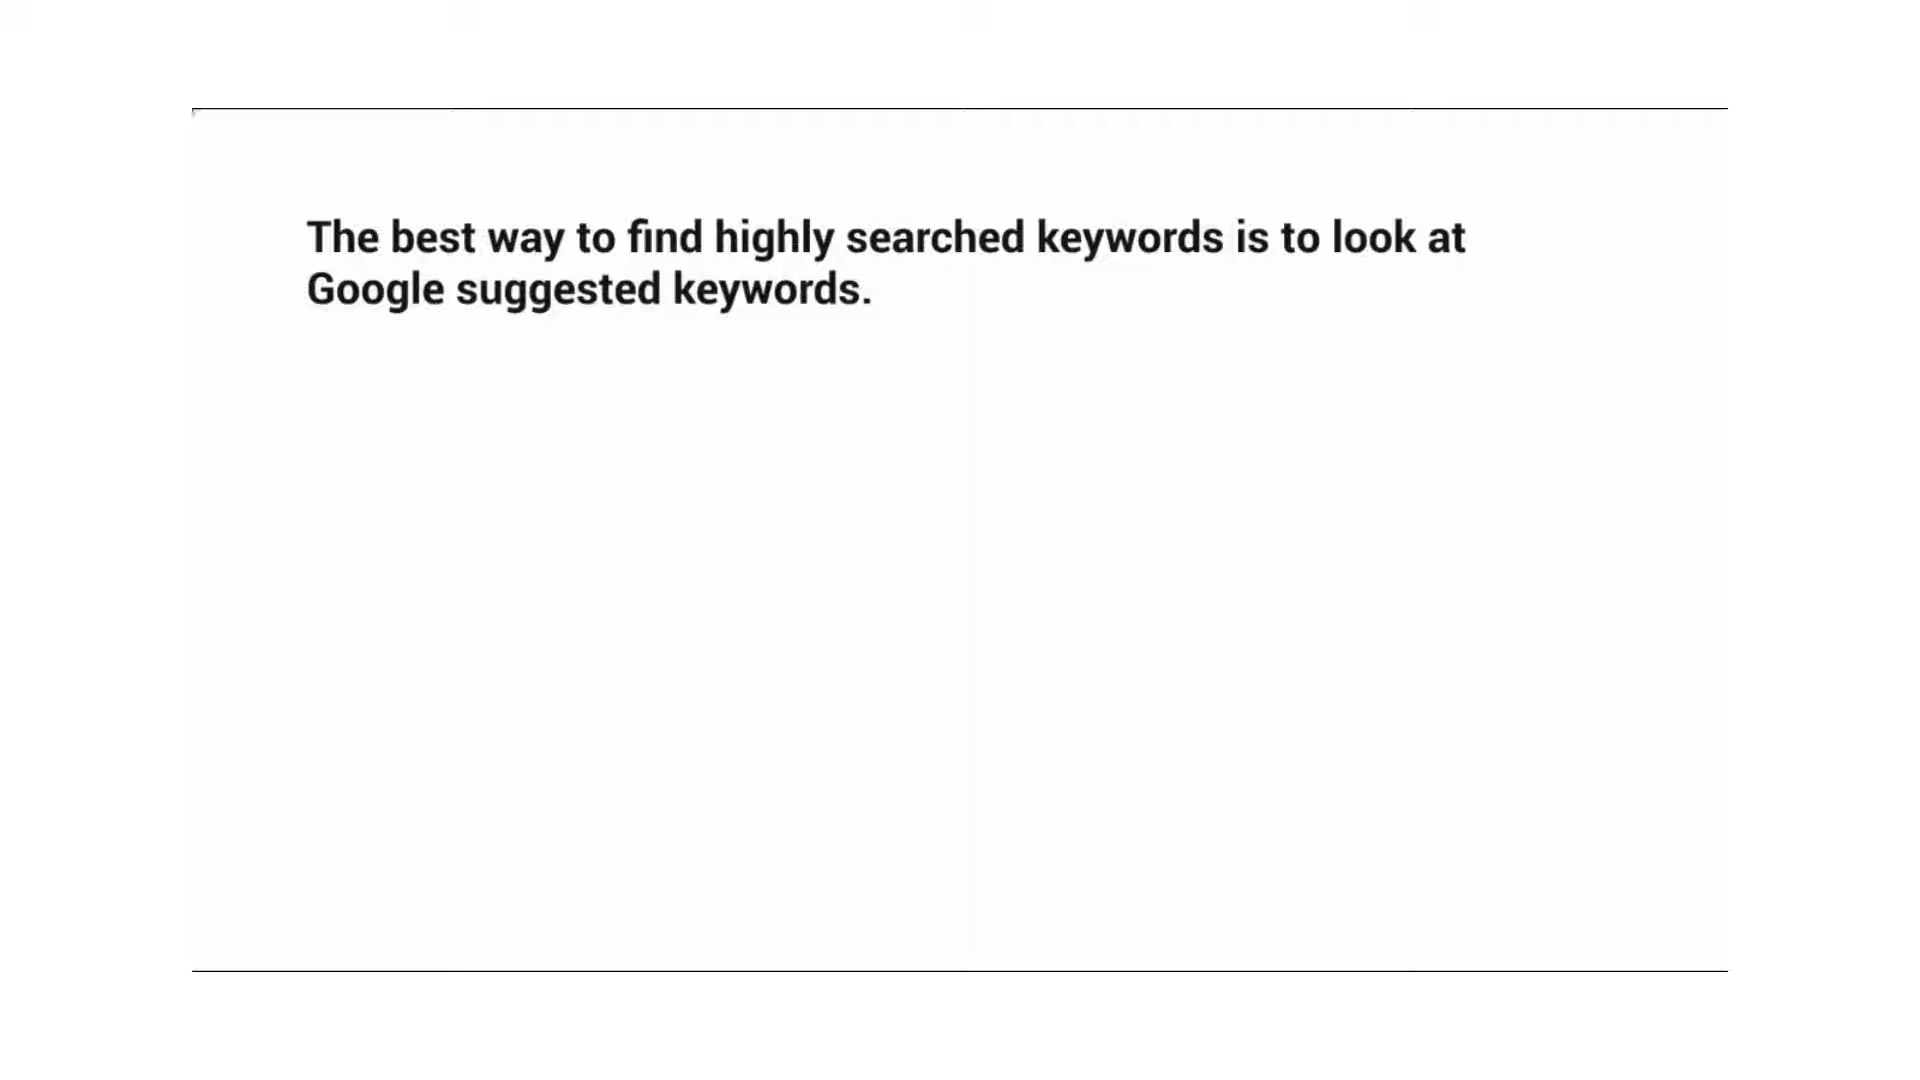 The best way to find highly searched keywords is to look at
Google suggested keywords.